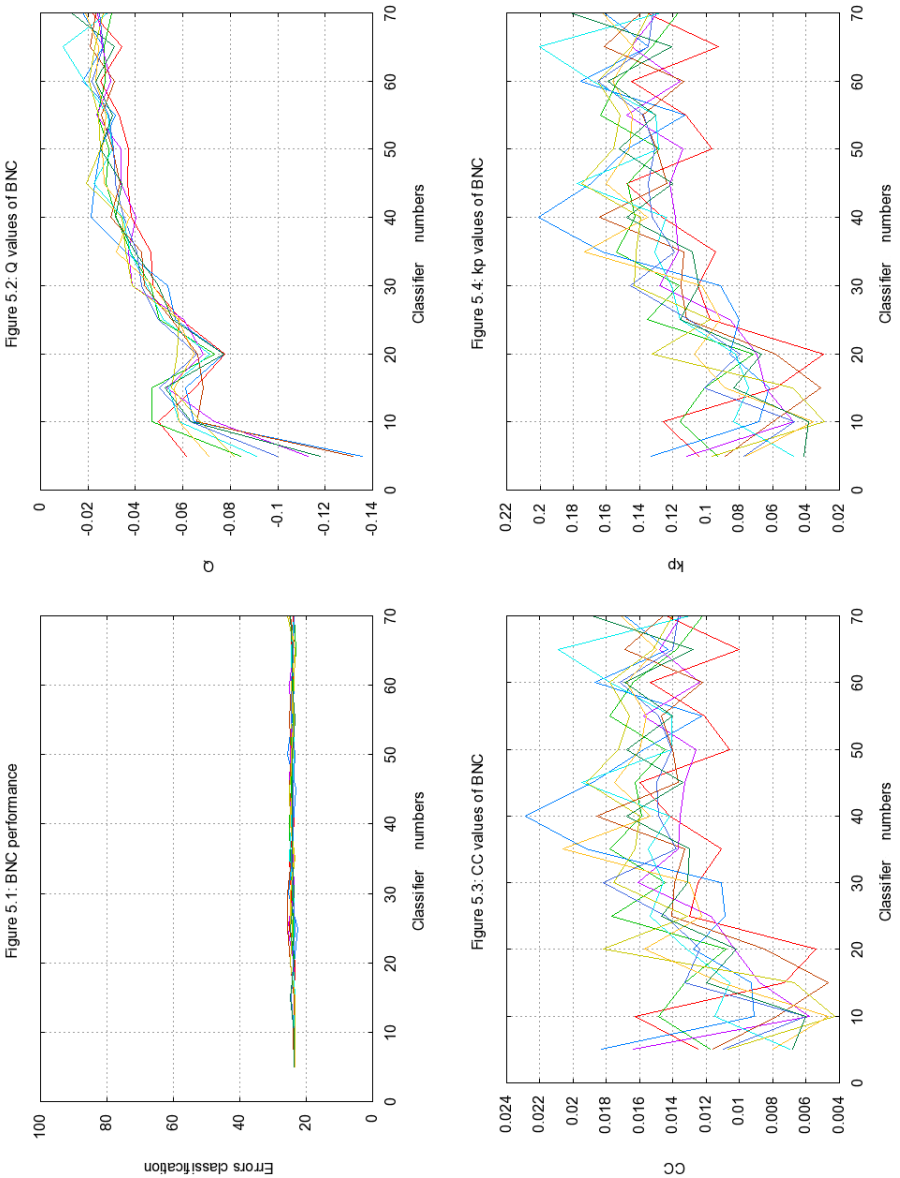 Figure 5.1: BNC performance
Errors classification
100
80
60
40
20
0
0 10 20 30 40 50 60 70
Classifier numbers
Figure 5.2: Q values of BNC
Q
0
-0.02
-0.04
-0.06
-0.08
-0.1
-0.12
-0.14
0 10 20 30 40 50 60 70
Classifier numbers
Figure 5.3: CC values of BNC
CC
0.024
0.022
0.02
0.018
0.016
0.014
0.012
0.01
0.008
0.006
0.004
0 10 20 30 40 50 60 70
Classifier numbers
Figure 5.4: kp values of BNC
kp
0.22
0.2
0.18
0.16
0.14
0.12
0.1
0.08
0.06
0.04
0.02
0 10 20 30 40 50 60 70
Classifier numbers